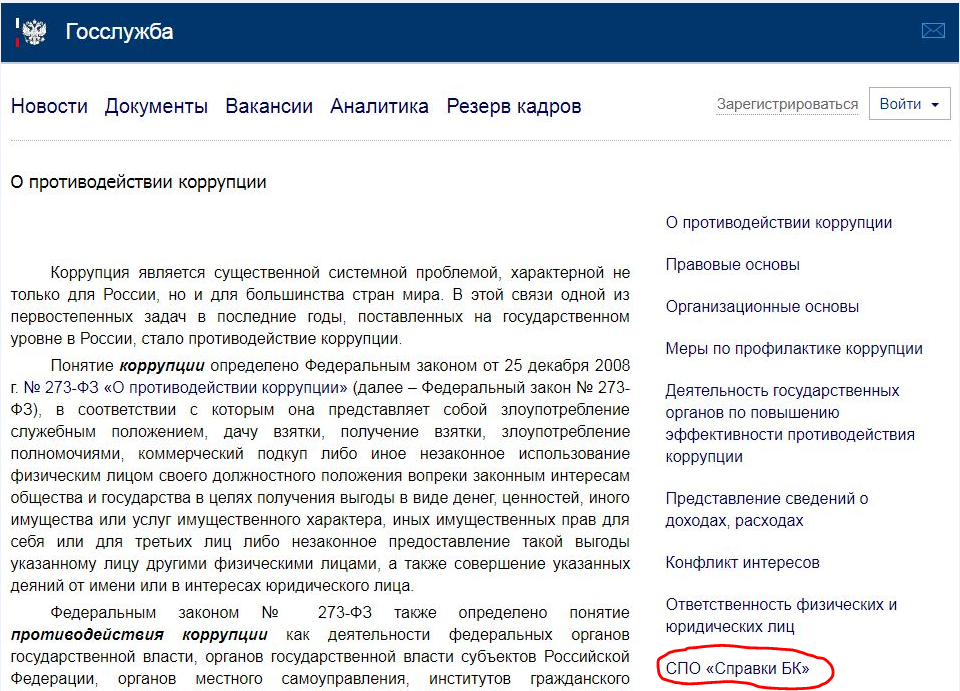 Госслужба
Новости Документы Вакансии Аналитика Резерв кадров Зарегистрироваться Войти
О противодействии коррупции
Коррупция является существенной системной проблемой, характерной не
только для России, но и для большинства стран мира. В этой связи одной из
первостепенных задач в последние годы, поставленных на государственном
уровне в России, стало противодействие коррупции.
Понятие коррупции определено Федеральным законом от 25 декабря 2008
г. № 273-ФЗ «О противодействии коррупции» (далее – Федеральный закон № 273-
ФЗ), в соответствии с которым она представляет собой злоупотребление
служебным положением, дачу взятки, получение взятки, злоупотребление
полномочиями, коммерческий подкуп либо иное незаконное использование
физическим лицом своего должностного положения вопреки законным интересам
общества и государства в целях получения выгоды в виде денег, ценностей, иного
имущества или услуг имущественного характера, иных имущественных прав для
себя или для третьих лиц либо незаконное предоставление такой выгоды
указанному лицу другими физическими лицами, а также совершение указанных
деяний от имени или в интересах юридического лица.
Федеральным законом № 273-ФЗ также определено понятие
противодействия коррупции как деятельности федеральных органов
государственной власти, органов государственной власти субъектов Российской
Федерации, органов местного самоуправления, институтов гражданского
О противодействии коррупции
Правовые основы
Организационные основы
Меры по профилактике коррупции
Деятельность государственных
органов по повышению
эффективности противодействия
коррупции
Представление сведений о
доходах, расходах
Конфликт интересов
Ответственность физических и
юридических лиц
СПО «Справки БК»